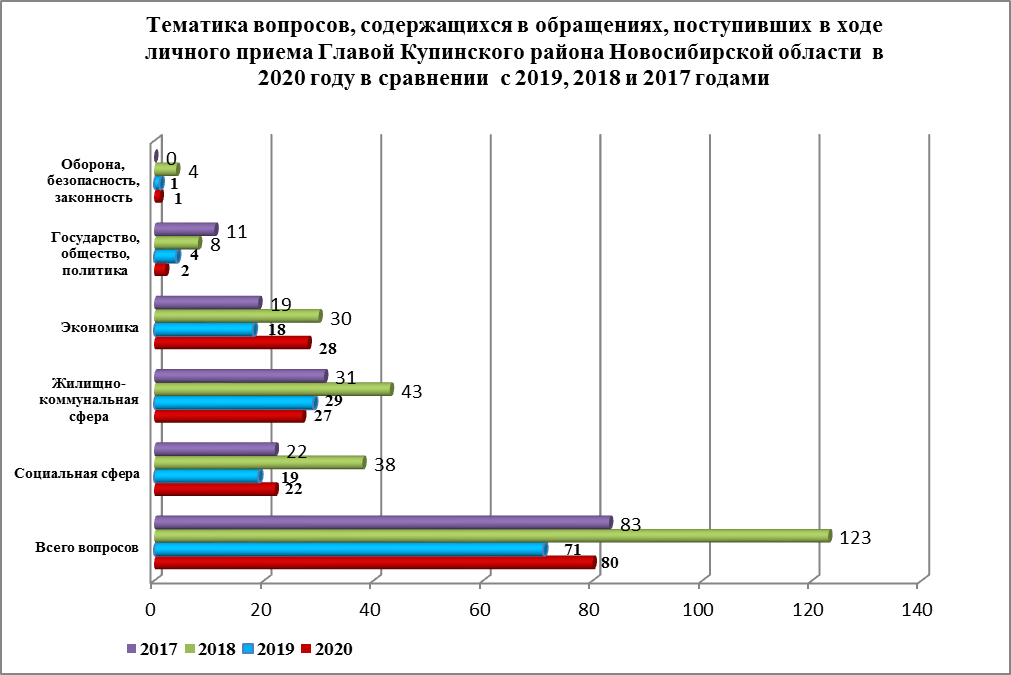 Тематика вопросов, содержащихся в обращениях, поступивших в ходе
личного приема Главой Купинского района Новосибирской области в
2020 году в сравнении с 2019, 2018 и 2017 годами
Оборона,
безопасность,
законность
0
4
1
1
Государство,
общество,
политика
11
8
4
2
Экономика
19
30
18
28
Жилищно-
коммунальная
сфера
31
43
29
27
Социальная сфера
22
38
19
22
Всего вопросов
83
123
71
80
0 20 40 60 80 100 120 140
2017 2018 2019 2020